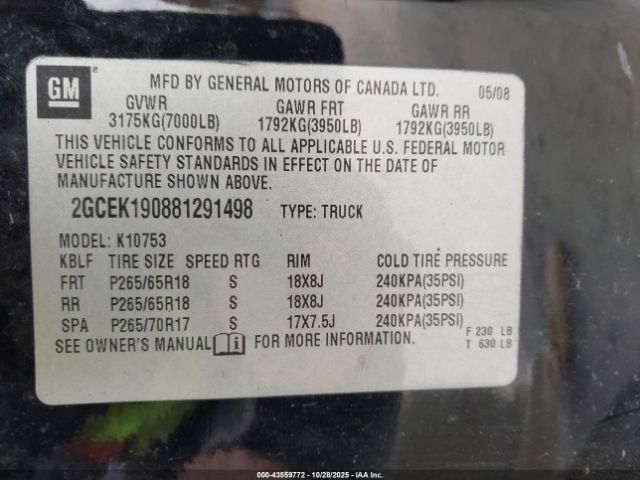 GM
MFD BY GENERAL MOTORS OF CANADA LTD. 05/08
GVWR GAWR FRT GAWR RR
3175KG(7000LB) 1792KG(3950LB) 1792KG(3950LB)
THIS VEHICLE CONFORMS TO ALL APPLICABLE U.S. FEDERAL MOTOR
VEHICLE SAFETY STANDARDS IN EFFECT ON THE DATE OF
MANUFACTURE SHOWN ABOVE.
2GCEK190881291498 TYPE: TRUCK
MODEL: K10753
KBLF TIRE SIZE SPEED RTG RIM COLD TIRE PRESSURE
FRT P265/65R18 S 18X8J 240KPA(35PSI)
RR P265/65R18 S 18X8J 240KPA(35PSI)
SPA P265/70R17 S 17X7.5J 240KPA(35PSI)
SEE OWNER'S MANUAL FOR MORE INFORMATION.
F 230 LB
T 630 LB
000-43559772 - 10/28/2025 - IAAI.COM